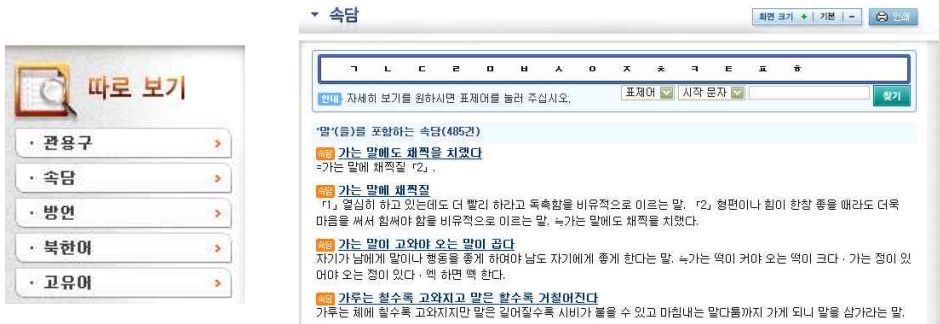 따로 보기
· 관용구
· 속담
· 방언
· 북한어
· 고유어
속담
화면 크기 + | 기본 | -
인쇄
ㄱ ㄴ ㄷ ㄹ ㅁ ㅂ ㅅ ㅇ ㅈ ㅊ ㅋ ㅌ ㅍ ㅎ
안내 자세히 보기를 원하시면 표제어를 눌러 주십시오.
표제어 시작 문자 찾기
'말'(을)를 포함하는 속담(485건)
속담 가는 말에도 채찍을 치랬다
=가는 말에 채찍질 「2」.
속담 가는 말에 채찍질
「1」 열심히 하고 있는데도 더 빨리 하라고 독촉함을 비유적으로 이르는 말. 「2」 형편이나 힘이 한창 좋을 때라도 더욱
마음을 써서 힘써야 함을 비유적으로 이르는 말. ≒가는 말에도 채찍을 치랬다.
속담 가는 말이 고와야 오는 말이 곱다
자기가 남에게 말이나 행동을 좋게 하여야 남도 자기에게 좋게 한다는 말. ≒가는 떡이 커야 오는 떡이 크다 · 가는 정이 있
어야 오는 정이 있다 · 엑 하면 떽 한다.
속담 가루는 칠수록 고와지고 말은 할수록 거칠어진다
가루는 체에 칠수록 고와지지만 말은 길어질수록 시비가 붙을 수 있고 마침내는 말다툼까지 가게 되니 말을 삼가라는 말.